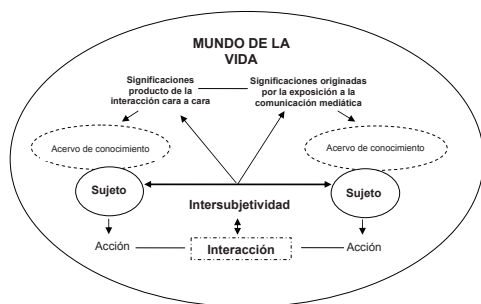 MUNDO DE LA
VIDA
Significaciones
producto de la
interacción cara a cara
Significaciones originadas
por la exposición a la
comunicación mediática
Acervo de conocimiento
Acervo de conocimiento
Sujeto
Sujeto
Intersubjetividad
Acción
Interacción
Acción